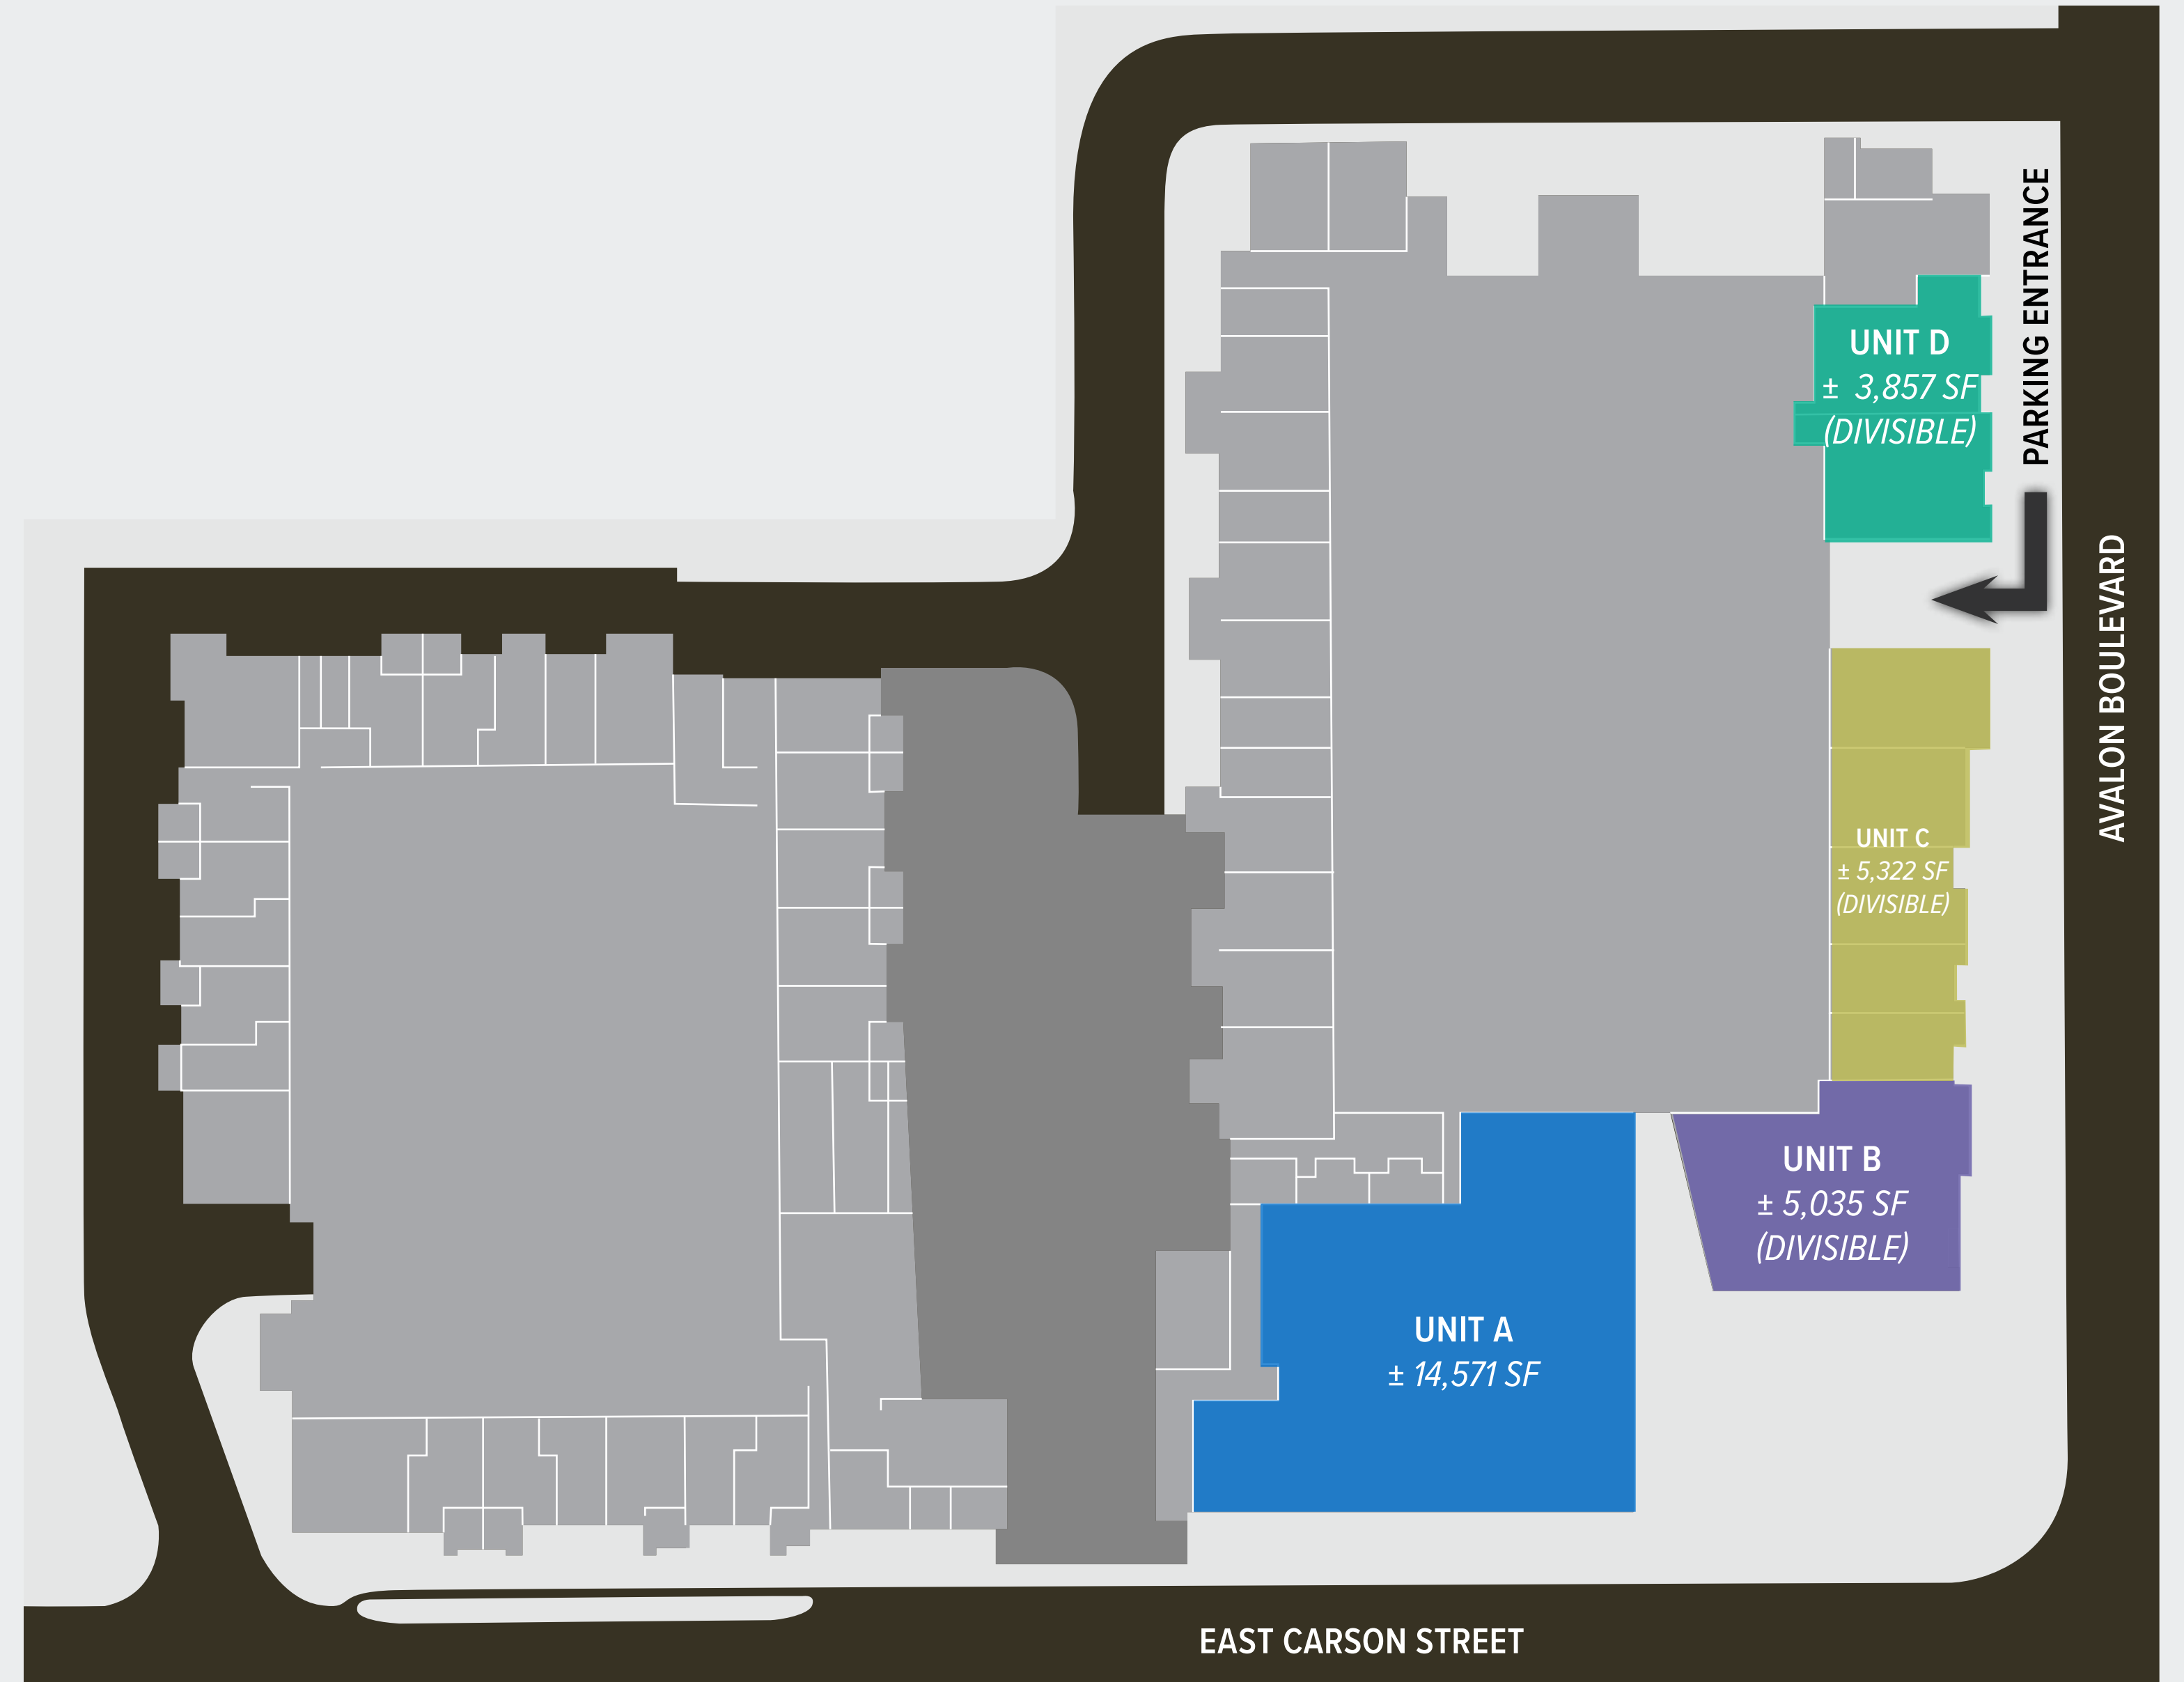 PARKING ENTRANCE
UNIT D
± 3,857 SF
(DIVISIBLE)
AVALON BOULEVARD
UNIT C
± 5,322 SF
(DIVISIBLE)
UNIT B
± 5,035 SF
(DIVISIBLE)
UNIT A
± 14,571 SF
EAST CARSON STREET